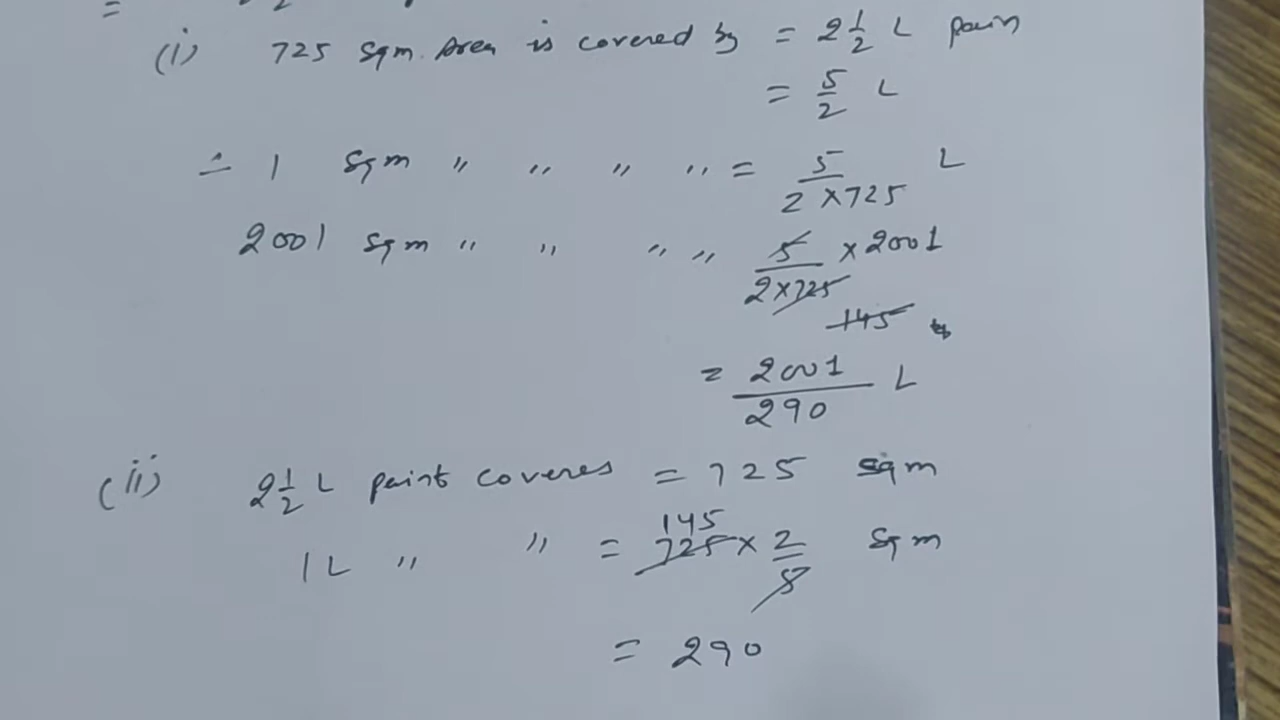 (i) 725 sqm. Area is covered by = 2 1/2 L pain
= 5/2 L
∴ 1 sqm " " " " = 5/(2 × 725) L
2001 sqm " " " " 5/(2×725) × 2001
145
= 2001/290 L
(ii) 2 1/2 L paint coveres = 725 sqm
145
1 L " " = 725 × 2/5 sqm
= 290